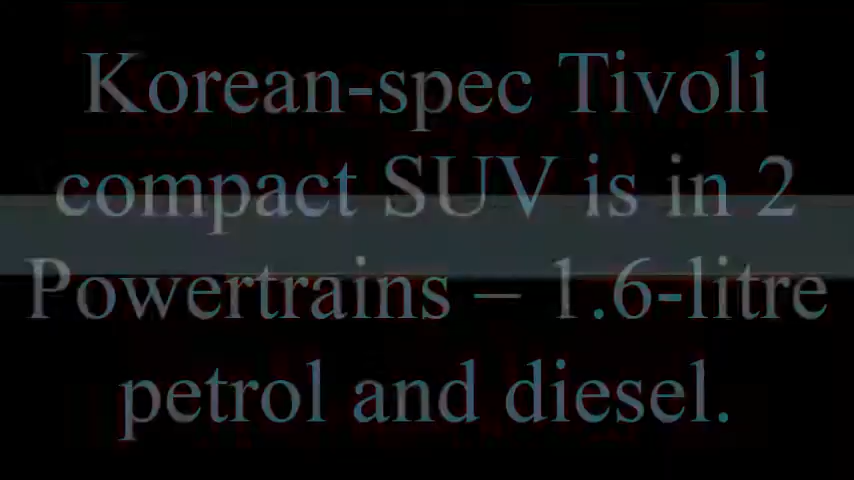 Korean-spec Tivoli
compact SUV is in 2
Powertrains – 1.6-litre
petrol and diesel.